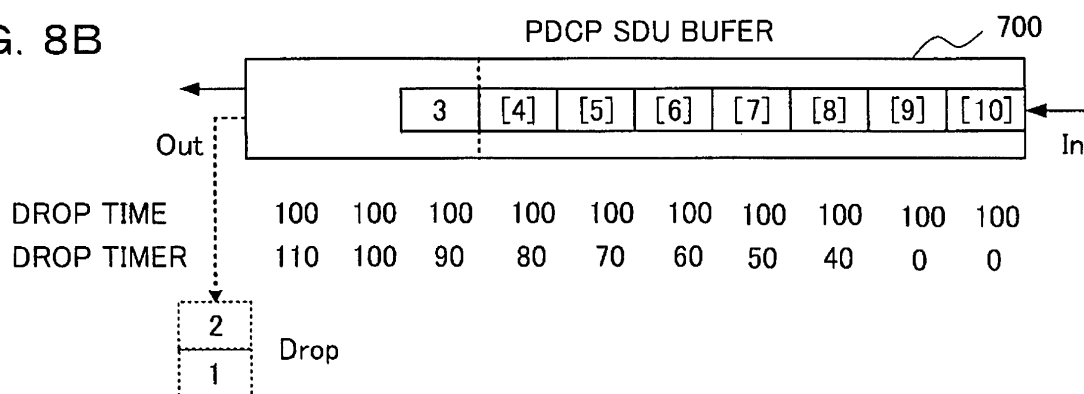 G. 8B
PDCP SDU BUFER
700
3 [4] [5] [6] [7] [8] [9] [10]
Out
In
DROP TIME 100 100 100 100 100 100 100 100 100 100
DROP TIMER 110 100 90 80 70 60 50 40 0 0
2
Drop
1